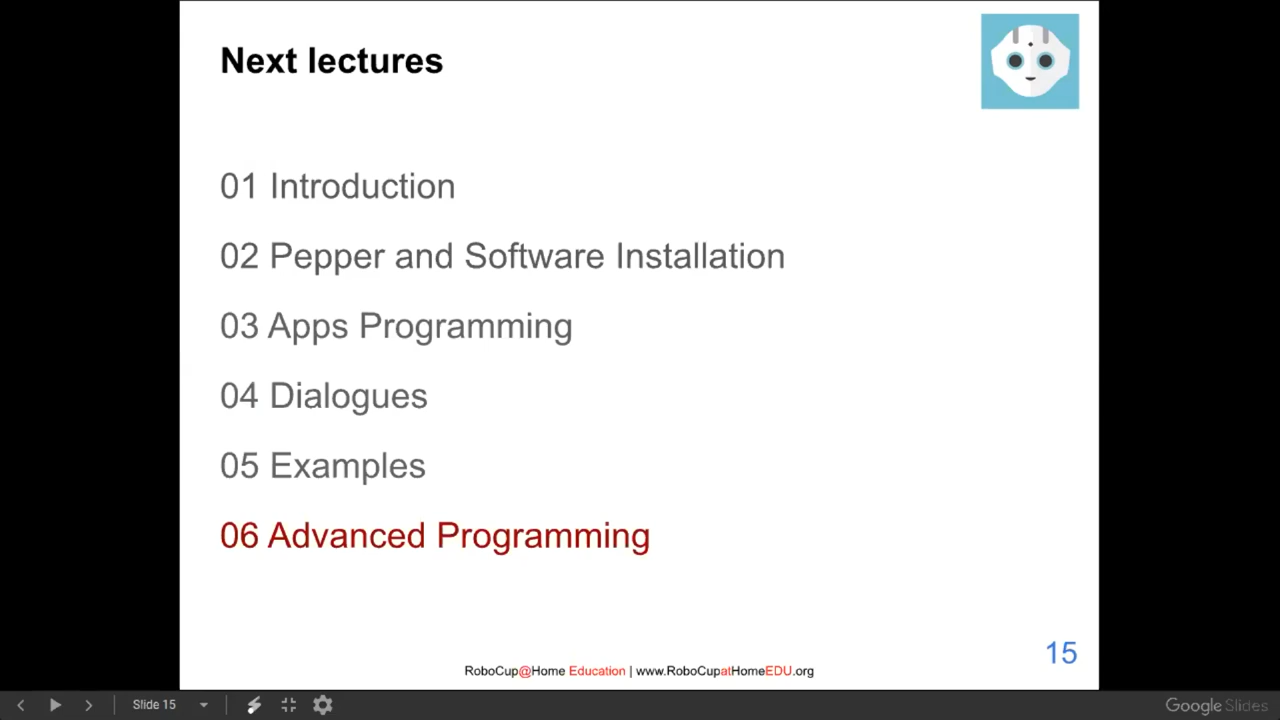 Next lectures
01 Introduction
02 Pepper and Software Installation
03 Apps Programming
04 Dialogues
05 Examples
06 Advanced Programming
15
RoboCup@Home Education | www.RoboCupatHomeEDU.org
Slide 15
Google Slides